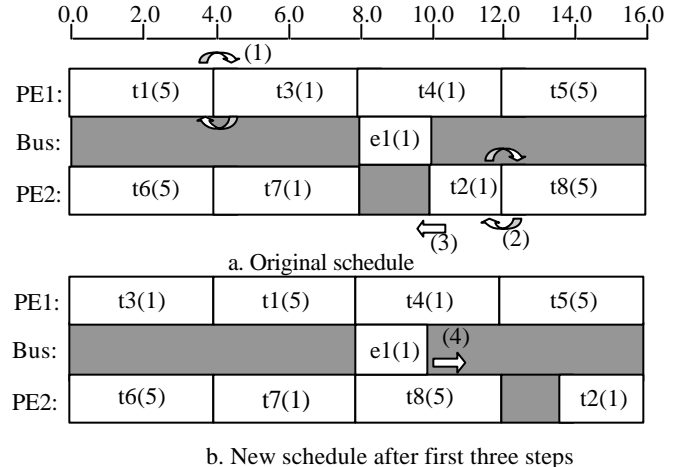 0.0 2.0 4.0 6.0 8.0 10.0 12.0 14.0 16.0
(1)
PE1: t1(5) t3(1) t4(1) t5(5)
Bus: e1(1)
PE2: t6(5) t7(1) t2(1) t8(5)
(3) (2)
a. Original schedule
PE1: t3(1) t1(5) t4(1) t5(5)
Bus: e1(1) (4)
PE2: t6(5) t7(1) t8(5) t2(1)
b. New schedule after first three steps